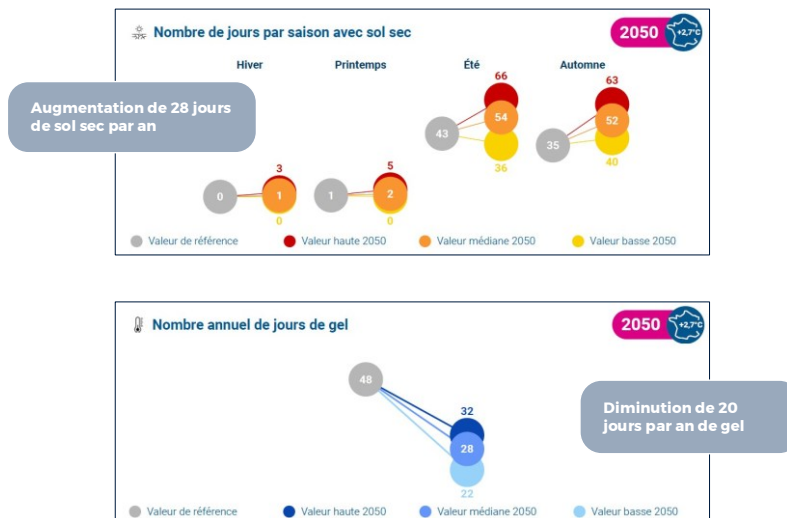 Nombre de jours par saison avec sol sec
2050
+2,7°C
Hiver Printemps Été Automne
Augmentation de 28 jours
de sol sec par an
0
3
1
0
1
5
2
0
43
66
54
36
35
63
52
40
Valeur de référence Valeur haute 2050 Valeur médiane 2050 Valeur basse 2050
Nombre annuel de jours de gel
2050
+2,7°C
48
32
28
22
Diminution de 20
jours par an de gel
Valeur de référence Valeur haute 2050 Valeur médiane 2050 Valeur basse 2050